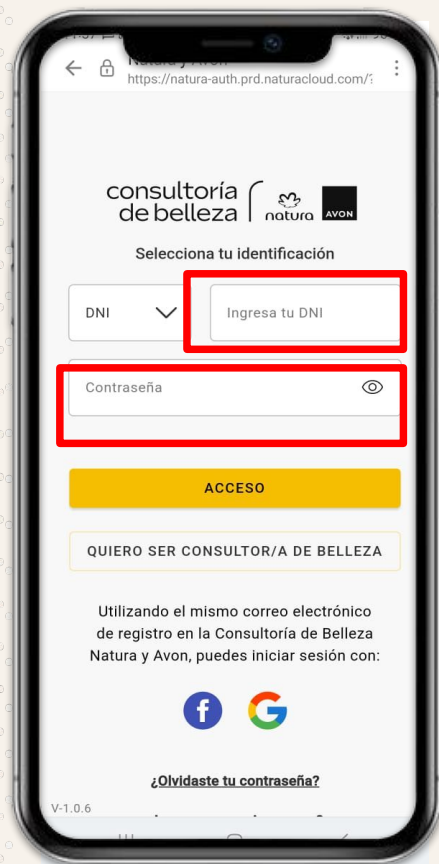 https://natura-auth.prd.naturacloud.com/?
consultoría
de belleza
natura
AVON
Selecciona tu identificación
DNI
Ingresa tu DNI
Contraseña
ACCESO
QUIERO SER CONSULTOR/A DE BELLEZA
Utilizando el mismo correo electrónico
de registro en la Consultoría de Belleza
Natura y Avon, puedes iniciar sesión con:
f G
¿Olvidaste tu contraseña?
V-1.0.6